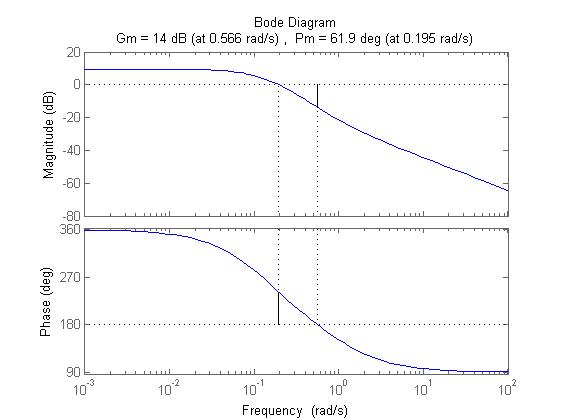 Bode Diagram
Gm = 14 dB (at 0.566 rad/s) , Pm = 61.9 deg (at 0.195 rad/s)
20
0
-20
-40
-60
-80
Magnitude (dB)
360
270
180
90
Phase (deg)
10^-3 10^-2 10^-1 10^0 10^1 10^2
Frequency (rad/s)